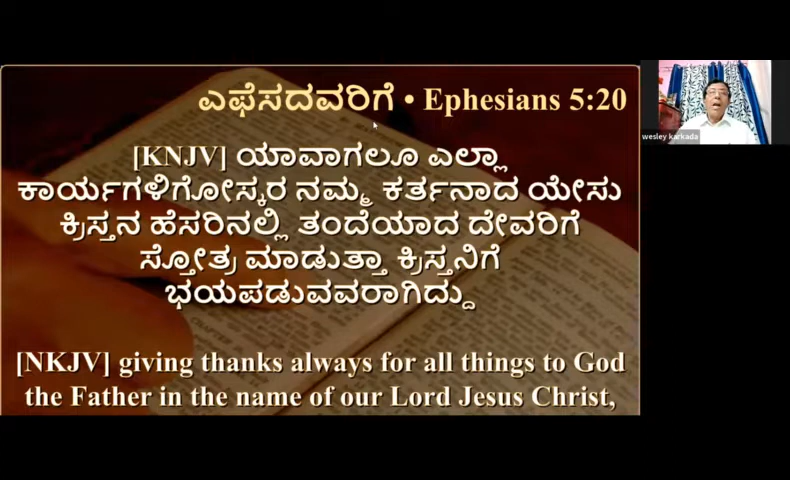 ಎಫೆಸದವರಿಗೆ • Ephesians 5:20
[KNJV] ಯಾವಾಗಲೂ ಎಲ್ಲಾ
ಕಾರ್ಯಗಳಿಗೋಸ್ಕರ ನಮ್ಮ ಕರ್ತನಾದ ಯೇಸು
ಕ್ರಿಸ್ತನ ಹೆಸರಿನಲ್ಲಿ ತಂದೆಯಾದ ದೇವರಿಗೆ
ಸ್ತೋತ್ರ ಮಾಡುತ್ತಾ ಕ್ರಿಸ್ತನಿಗೆ
ಭಯಪಡುವವರಾಗಿದ್ದು
[NKJV] giving thanks always for all things to God
the Father in the name of our Lord Jesus Christ,
wesley karkada